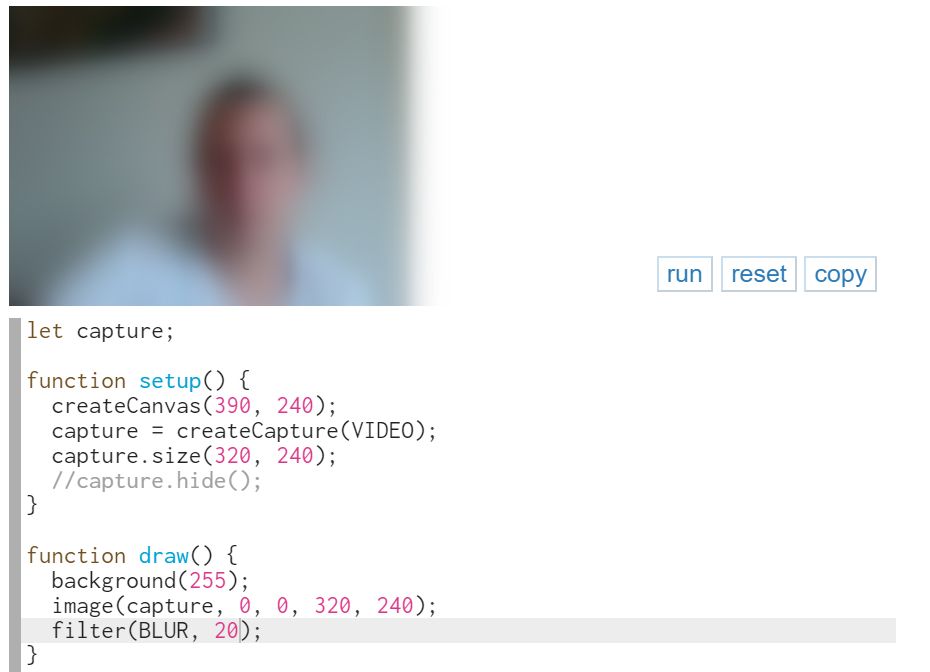 run reset copy
let capture;
function setup() {
  createCanvas(390, 240);
  capture = createCapture(VIDEO);
  capture.size(320, 240);
  //capture.hide();
}
function draw() {
  background(255);
  image(capture, 0, 0, 320, 240);
  filter(BLUR, 20);
}